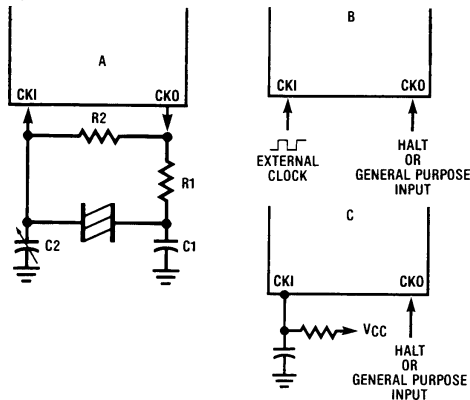 A
CKI
CKO
R2
R1
C2
C1
B
CKI
CKO
EXTERNAL
CLOCK
HALT
OR
GENERAL PURPOSE
INPUT
C
CKI
CKO
VCC
HALT
OR
GENERAL PURPOSE
INPUT